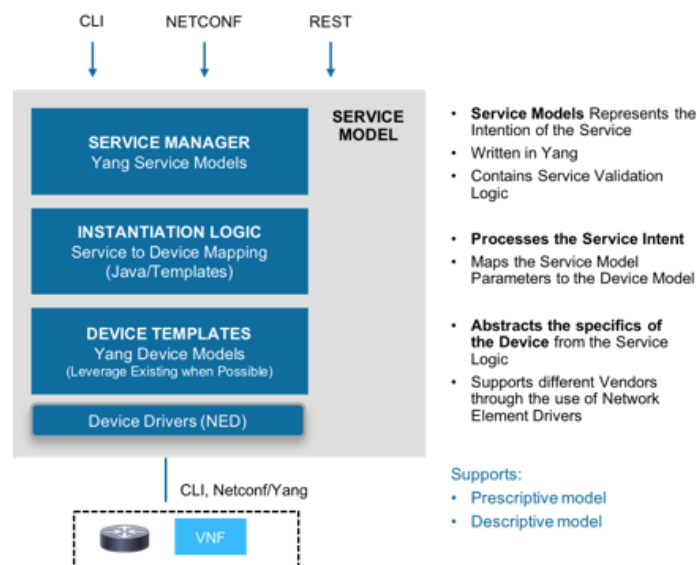 CLI
NETCONF
REST
SERVICE
MODEL
SERVICE MANAGER
Yang Service Models
INSTANTIATION LOGIC
Service to Device Mapping
(Java/Templates)
DEVICE TEMPLATES
Yang Device Models
(Leverage Existing when Possible)
Device Drivers (NED)
CLI, Netconf/Yang
VNF
• Service Models Represents the
Intention of the Service
• Written in Yang
• Contains Service Validation
Logic
• Processes the Service Intent
• Maps the Service Model
Parameters to the Device Model
• Abstracts the specifics of
the Device from the Service
Logic
• Supports different Vendors
through the use of Network
Element Drivers
Supports:
• Prescriptive model
• Descriptive model